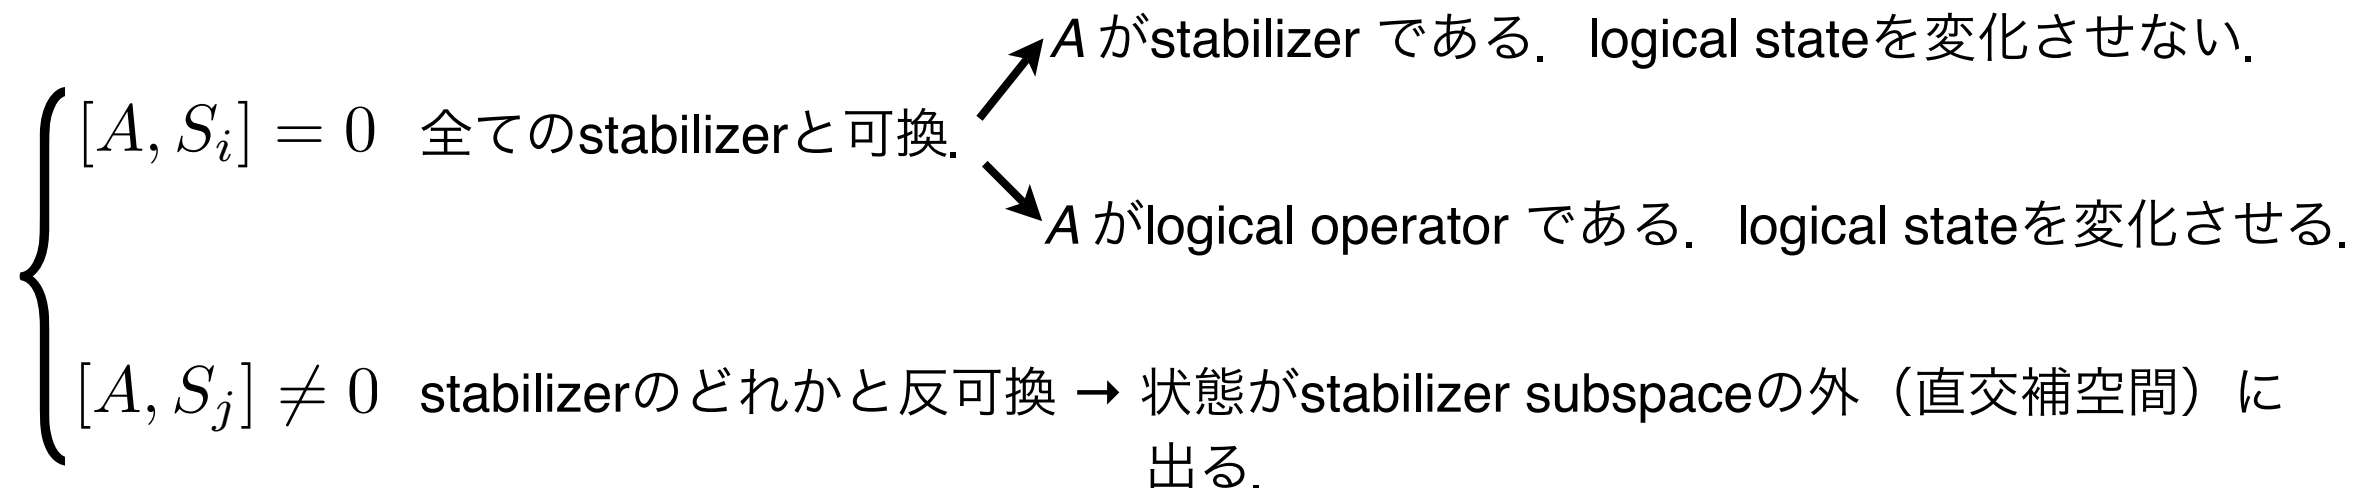 A がstabilizer である．logical stateを変化させない．
[A, S_i] = 0 全てのstabilizerと可換．
A がlogical operator である．logical stateを変化させる．
[A, S_j] ≠ 0 stabilizerのどれかと反可換 → 状態がstabilizer subspaceの外（直交補空間）に
出る．